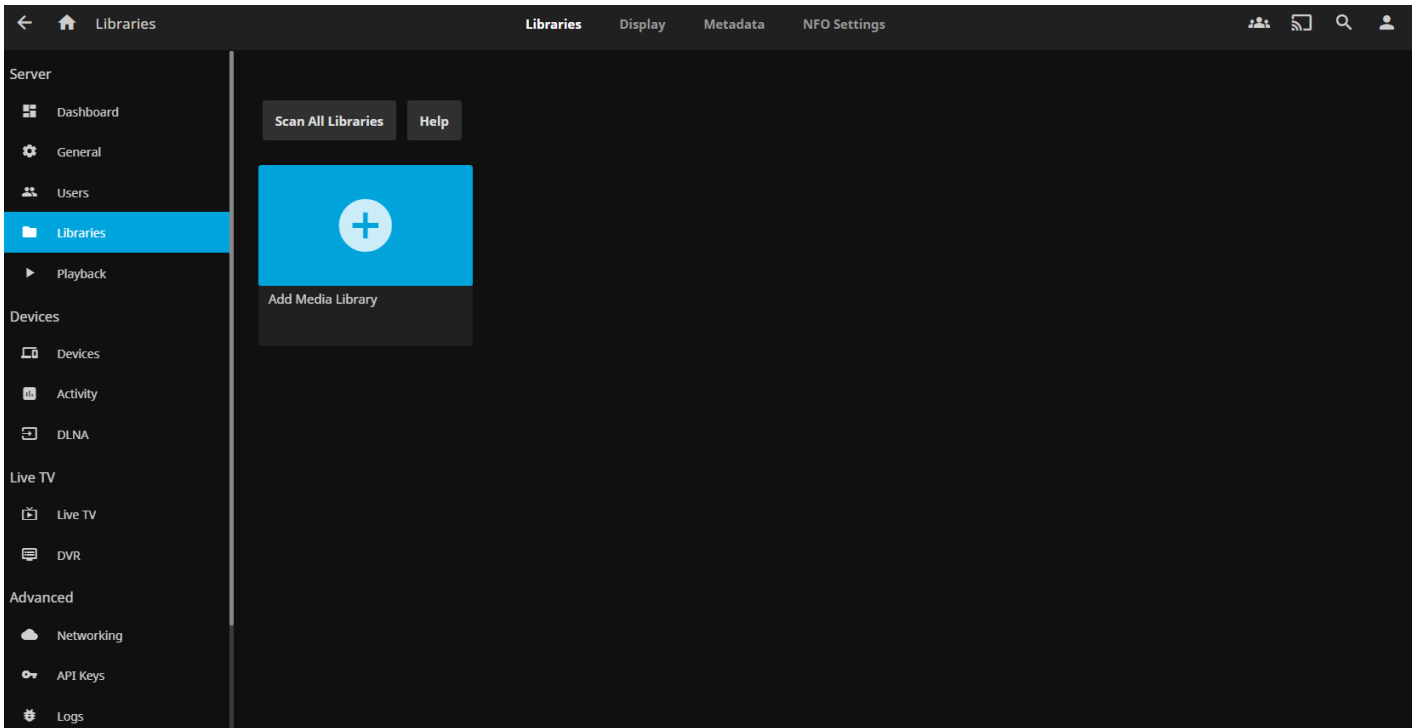 Libraries
Libraries Display Metadata NFO Settings
Server
Dashboard
General
Users
Libraries
Playback
Devices
Devices
Activity
DLNA
Live TV
Live TV
DVR
Advanced
Networking
API Keys
Logs
Scan All Libraries Help
Add Media Library